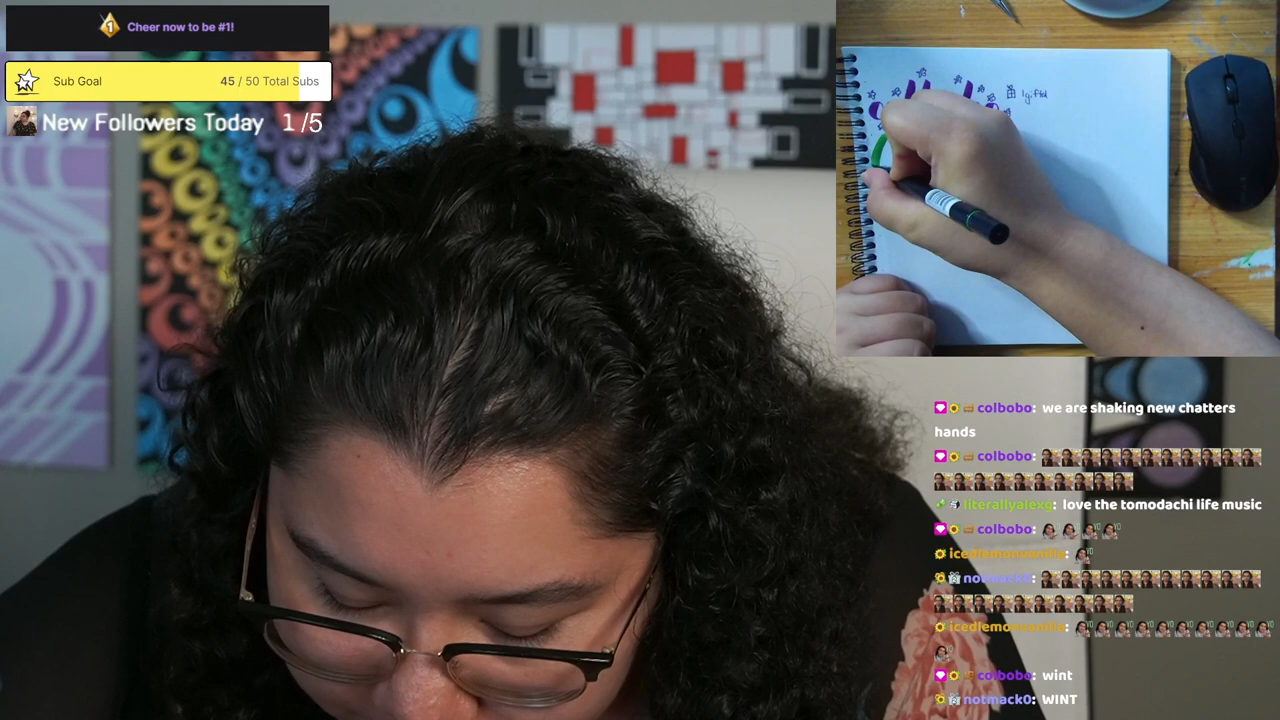 Cheer now to be #1!
Sub Goal 45 / 50 Total Subs
New Followers Today 1/5
1 gifted
colbobo: we are shaking new chatters
hands
colbobo:
literallyalexg: love the tomodachi life music
colbobo:
icedlemonvanilla:
notmack0:
icedlemonvanilla:
colbobo: wint
notmack0: WINT